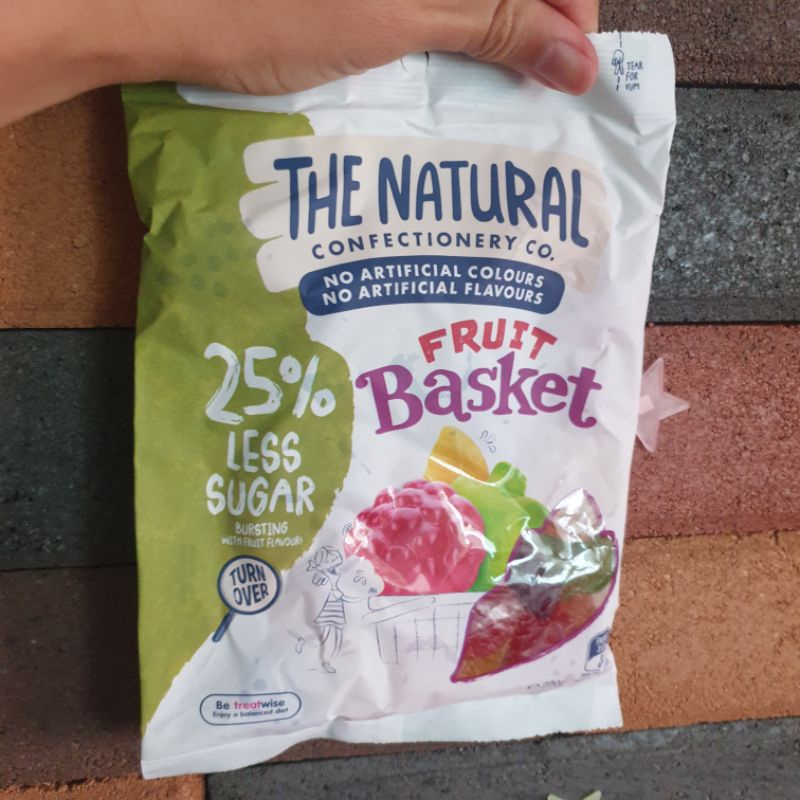 TEAR
FOR
YUM
THE NATURAL
CONFECTIONERY CO.
NO ARTIFICIAL COLOURS
NO ARTIFICIAL FLAVOURS
FRUIT
Basket
25%
LESS
SUGAR
BURSTING
WITH FRUIT FLAVOUR!
TURN
OVER
Be treatwise
Enjoy a balanced diet